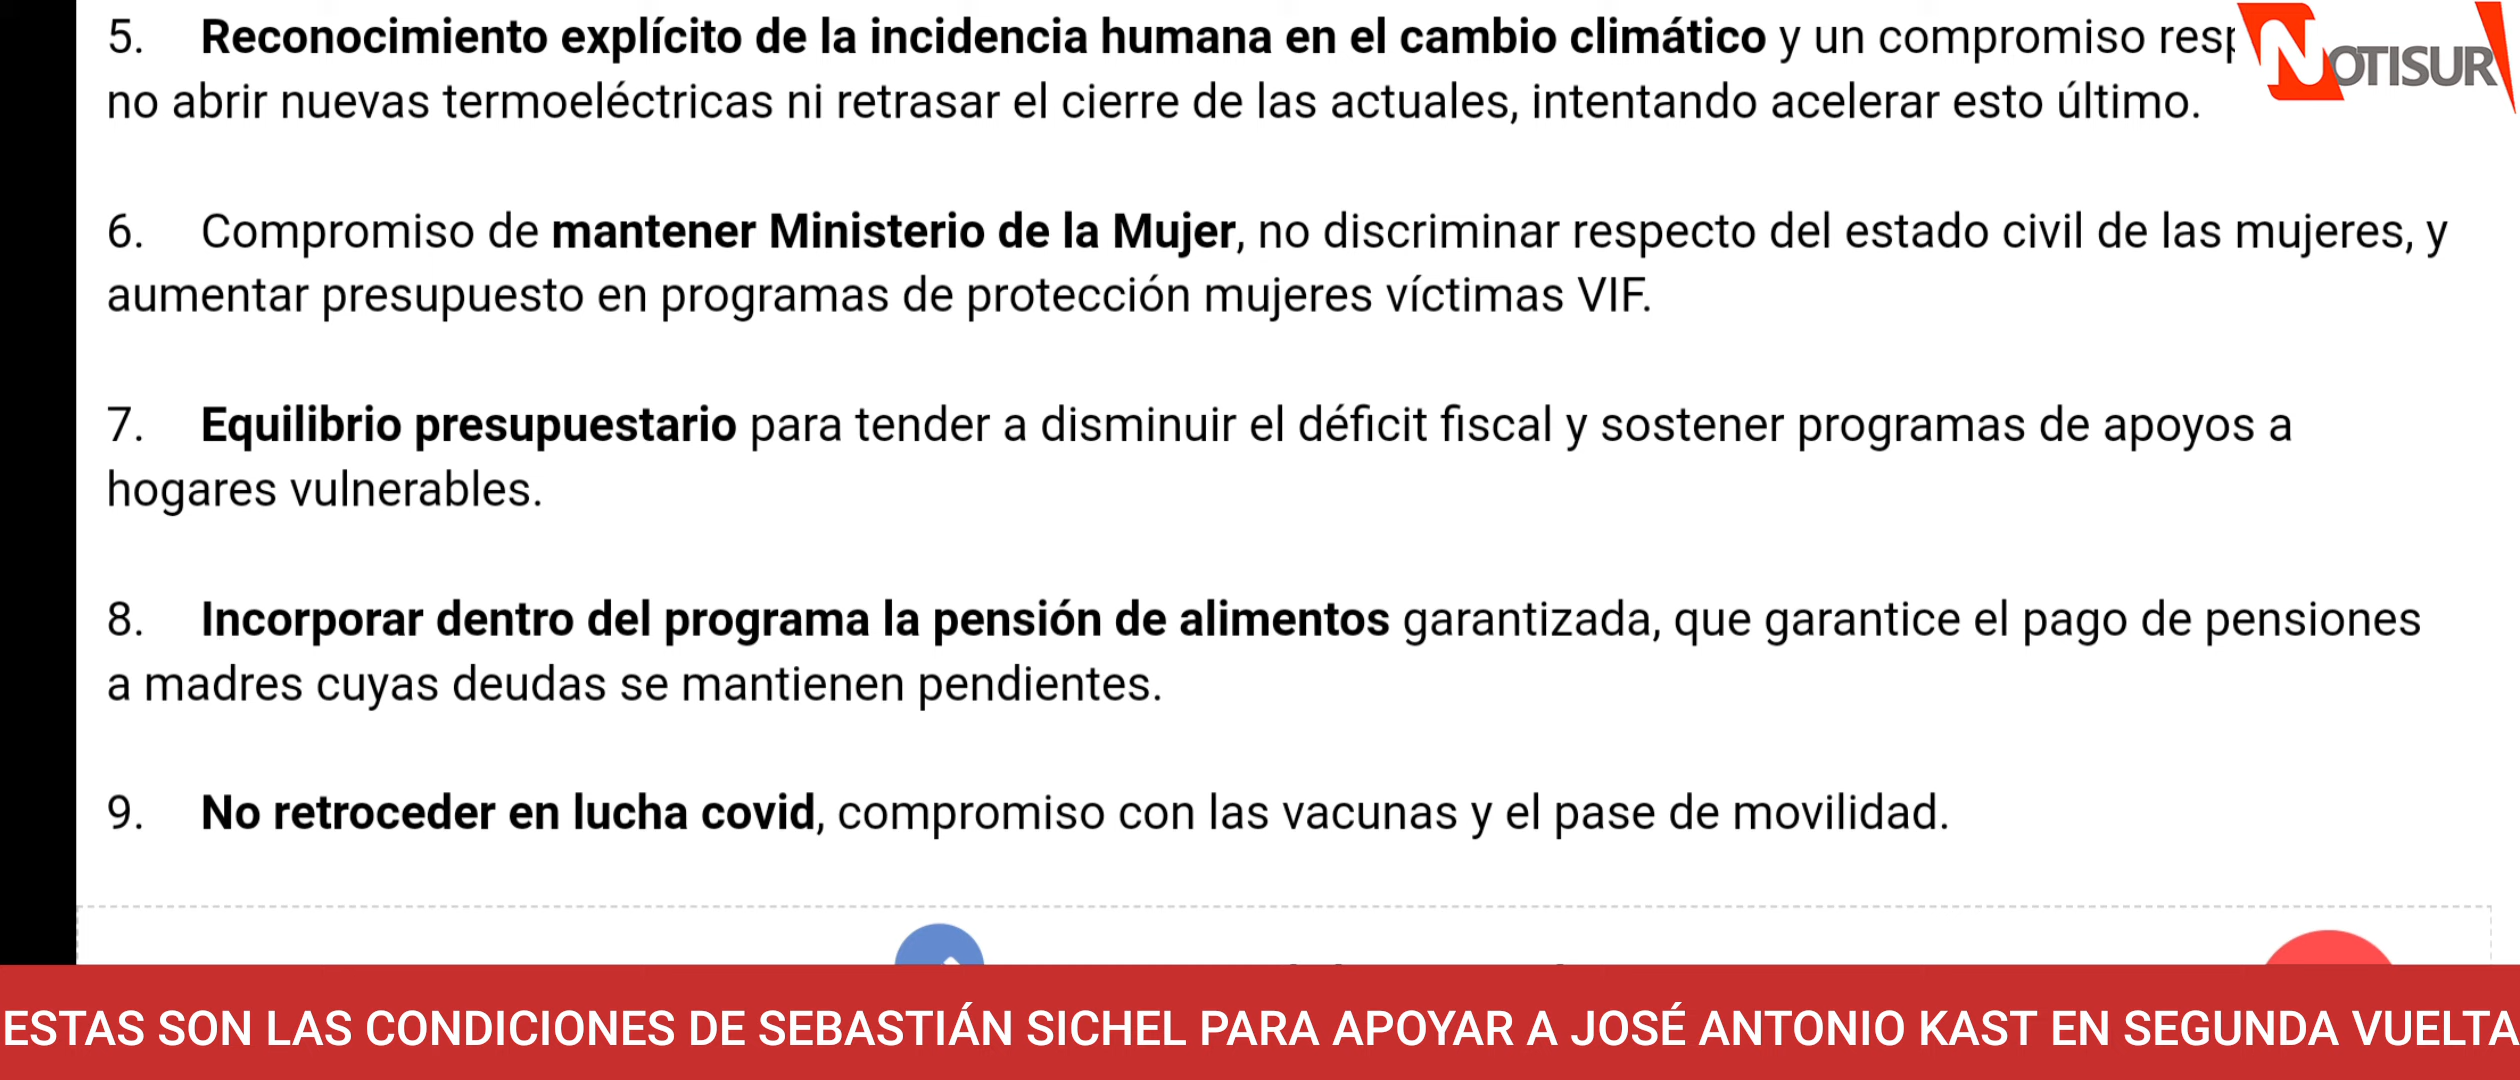 5. Reconocimiento explícito de la incidencia humana en el cambio climático y un compromiso
NOTISUR
no abrir nuevas termoeléctricas ni retrasar el cierre de las actuales, intentando acelerar esto último.
6. Compromiso de mantener Ministerio de la Mujer, no discriminar respecto del estado civil de las mujeres, y
aumentar presupuesto en programas de protección mujeres víctimas VIF.
7. Equilibrio presupuestario para tender a disminuir el déficit fiscal y sostener programas de apoyos a
hogares vulnerables.
8. Incorporar dentro del programa la pensión de alimentos garantizada, que garantice el pago de pensiones
a madres cuyas deudas se mantienen pendientes.
9. No retroceder en lucha covid, compromiso con las vacunas y el pase de movilidad.
ESTAS SON LAS CONDICIONES DE SEBASTIÁN SICHEL PARA APOYAR A JOSÉ ANTONIO KAST EN SEGUNDA VUELTA